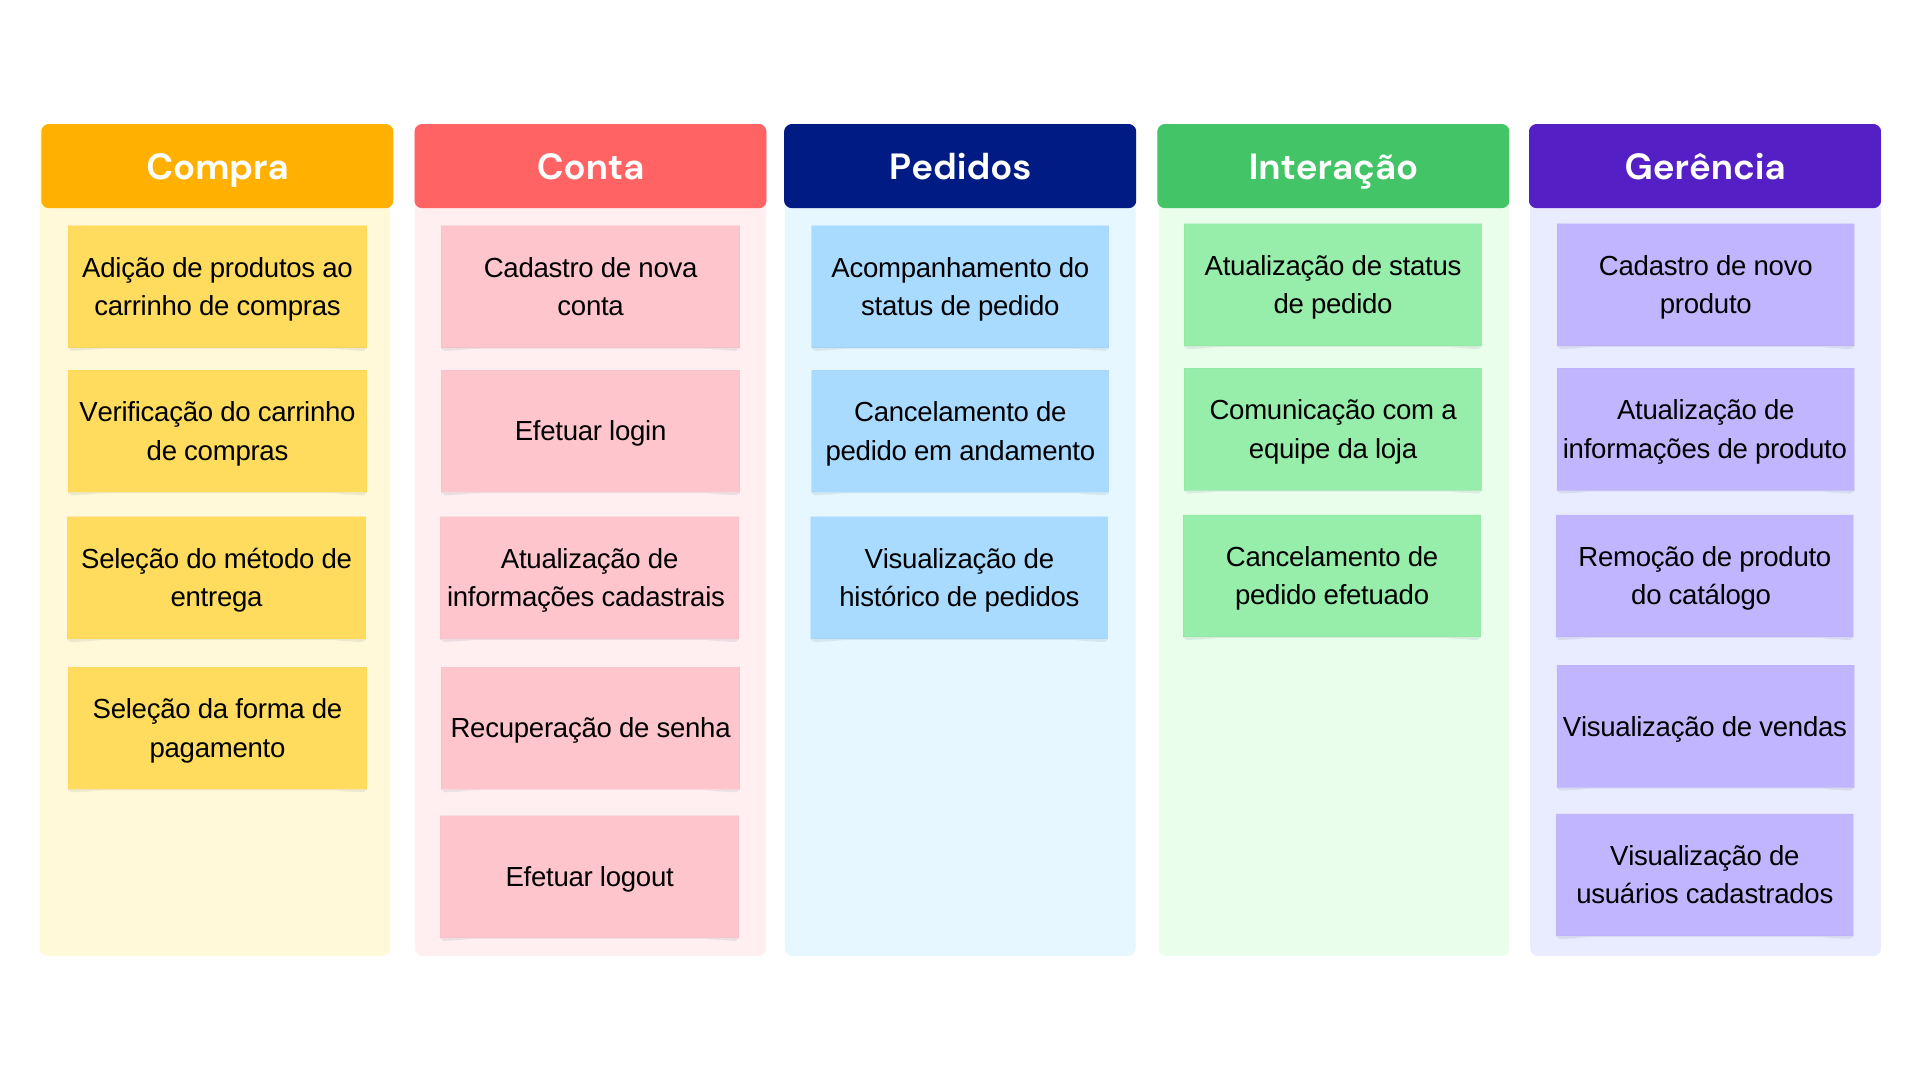 Compra
Adição de produtos ao
carrinho de compras
Verificação do carrinho
de compras
Seleção do método de
entrega
Seleção da forma de
pagamento
Conta
Cadastro de nova
conta
Efetuar login
Atualização de
informações cadastrais
Recuperação de senha
Efetuar logout
Pedidos
Acompanhamento do
status de pedido
Cancelamento de
pedido em andamento
Visualização de
histórico de pedidos
Interação
Atualização de status
de pedido
Comunicação com a
equipe da loja
Cancelamento de
pedido efetuado
Gerência
Cadastro de novo
produto
Atualização de
informações de produto
Remoção de produto
do catálogo
Visualização de vendas
Visualização de
usuários cadastrados